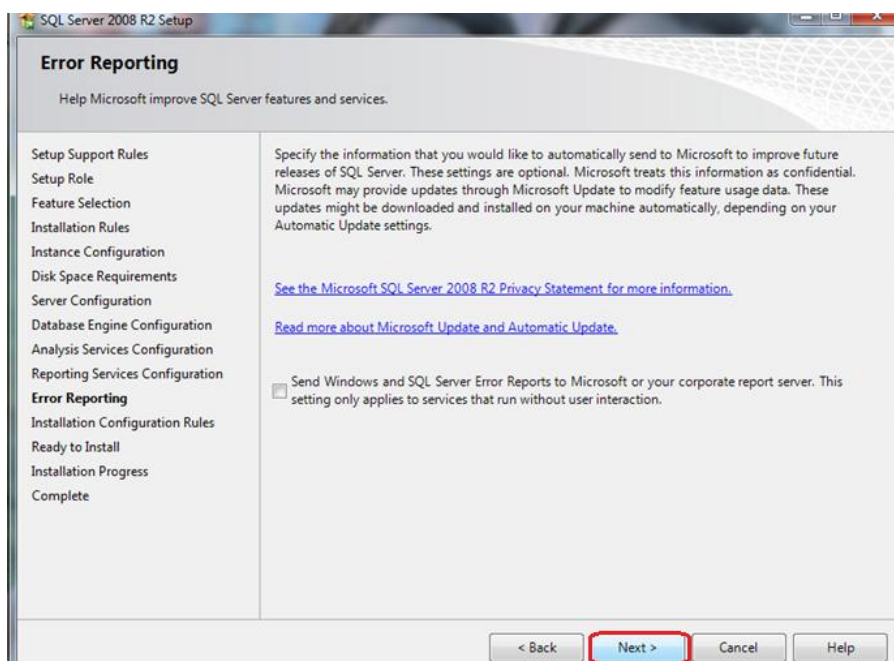 SQL Server 2008 R2 Setup
Error Reporting
Help Microsoft improve SQL Server features and services.
Setup Support Rules
Setup Role
Feature Selection
Installation Rules
Instance Configuration
Disk Space Requirements
Server Configuration
Database Engine Configuration
Analysis Services Configuration
Reporting Services Configuration
Error Reporting
Installation Configuration Rules
Ready to Install
Installation Progress
Complete
Specify the information that you would like to automatically send to Microsoft to improve future
releases of SQL Server. These settings are optional. Microsoft treats this information as confidential.
Microsoft may provide updates through Microsoft Update to modify feature usage data. These
updates might be downloaded and installed on your machine automatically, depending on your
Automatic Update settings.
See the Microsoft SQL Server 2008 R2 Privacy Statement for more information.
Read more about Microsoft Update and Automatic Update.
Send Windows and SQL Server Error Reports to Microsoft or your corporate report server. This
setting only applies to services that run without user interaction.
< Back
Next >
Cancel
Help